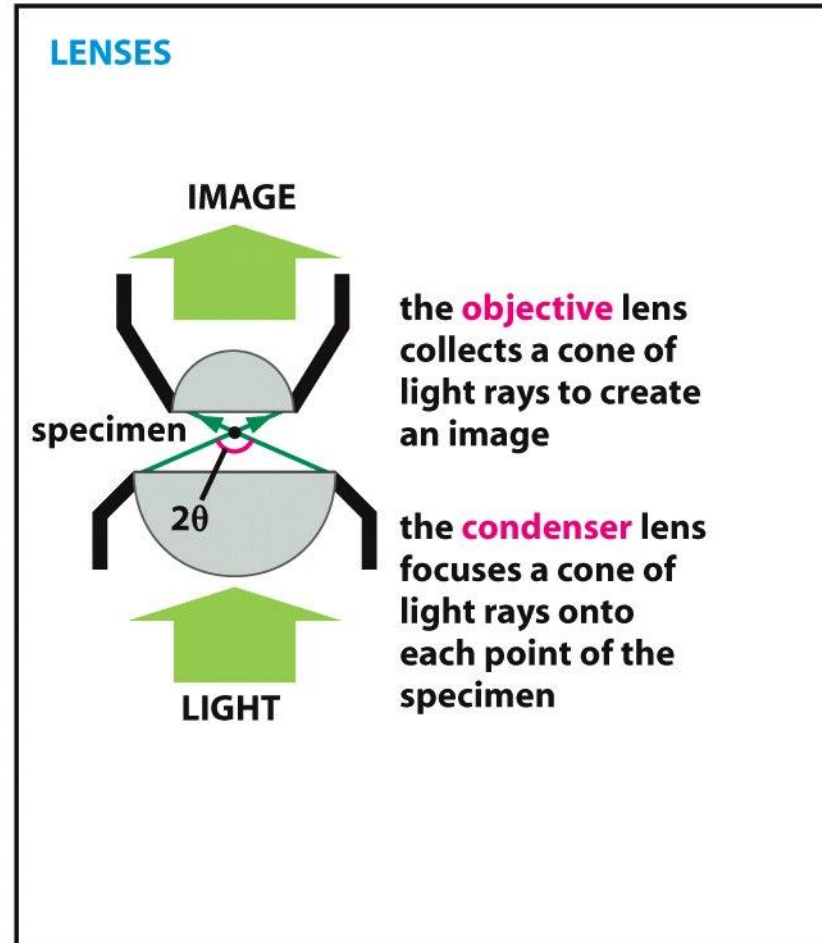 LENSES
IMAGE
the objective lens
collects a cone of
light rays to create
an image
specimen
2θ
the condenser lens
focuses a cone of
light rays onto
each point of the
specimen
LIGHT